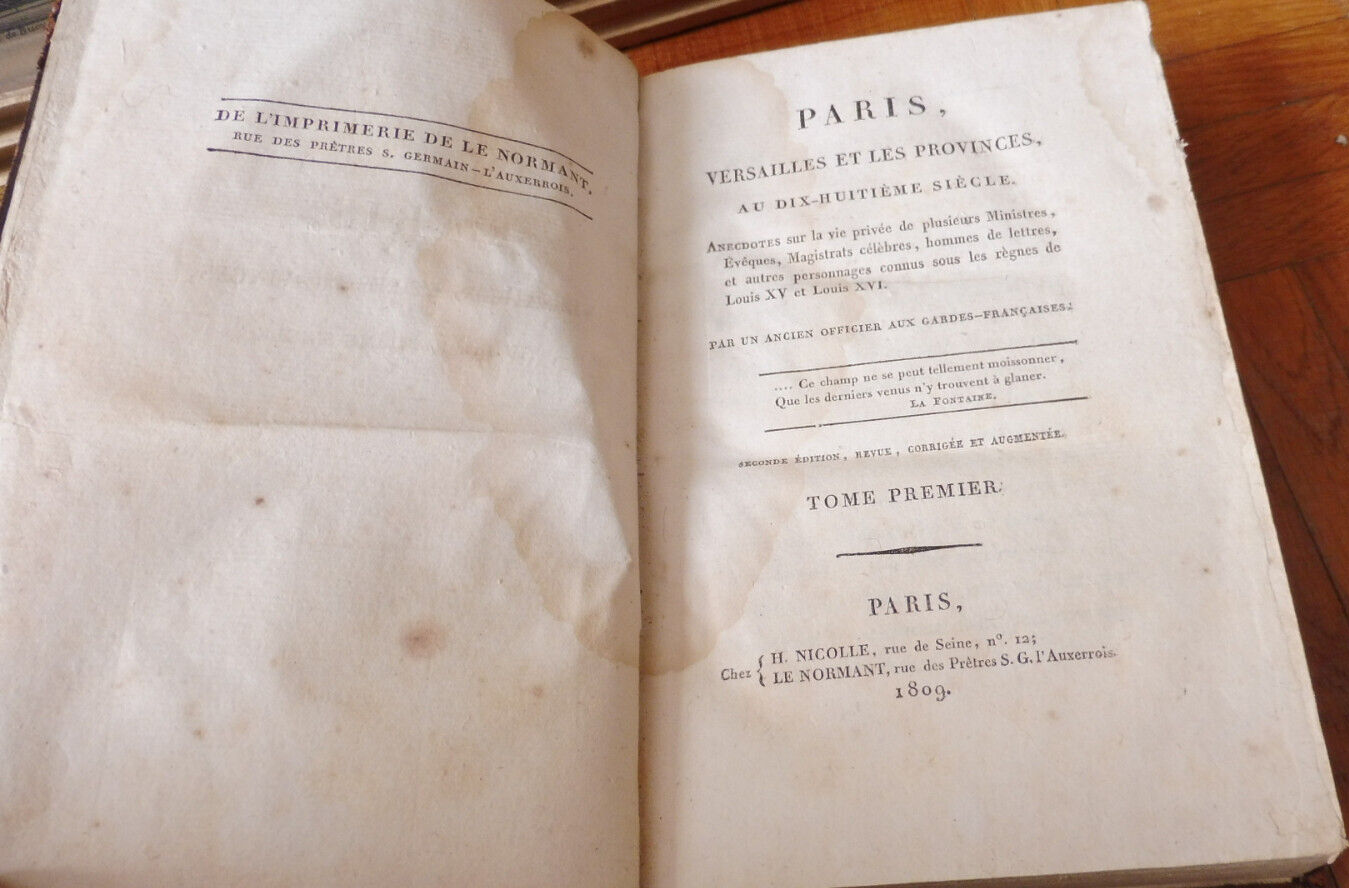 DE L'IMPRIMERIE DE LE NORMANT,
RUE DES PRÊTRES S. GERMAIN-L'AUXERROIS.
PARIS,
VERSAILLES ET LES PROVINCES,
AU DIX-HUITIÈME SIÈCLE.
ANECDOTES sur la vie privée de plusieurs Ministres,
Évêques, Magistrats célèbres, hommes de lettres,
et autres personnages connus sous les règnes de
Louis XV et Louis XVI.
PAR UN ANCIEN OFFICIER AUX GARDES-FRANÇAISES.
.... Ce champ ne se peut tellement moissonner,
Que les derniers venus n'y trouvent à glaner.
LA FONTAINE.
SECONDE ÉDITION, REVUE, CORRIGÉE ET AUGMENTÉE.
TOME PREMIER.
PARIS,
Chez { H. NICOLLE, rue de Seine, n°. 12;
LE NORMANT, rue des Prêtres S. G. l'Auxerrois.
1809.